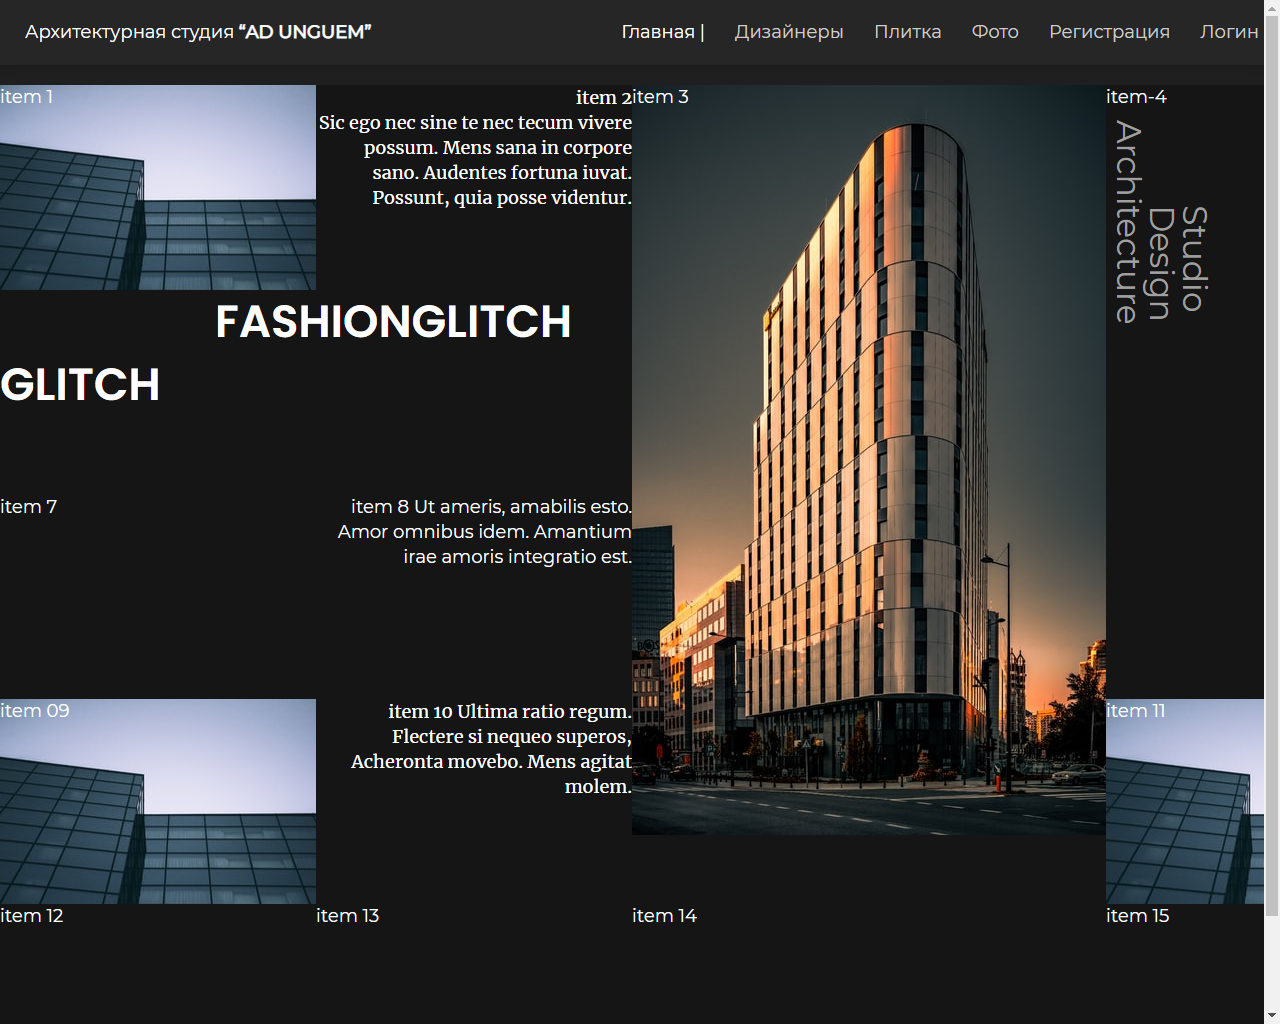 Архитектурная студия “AD UNGUEM”
Главная |
Дизайнеры
Плитка
Фото
Регистрация
Логин
item 1
item 2
Sic ego nec sine te nec tecum vivere
possum. Mens sana in corpore
sano. Audentes fortuna iuvat.
Possunt, quia posse videntur.
item 3
item-4
Studio
Design
Architecture
FASHIONGLITCH
GLITCH
item 7
item 8 Ut ameris, amabilis esto.
Amor omnibus idem. Amantium
irae amoris integratio est.
item 09
item 10 Ultima ratio regum.
Flectere si nequeo superos,
Acheronta movebo. Mens agitat
molem.
item 11
item 12
item 13
item 14
item 15